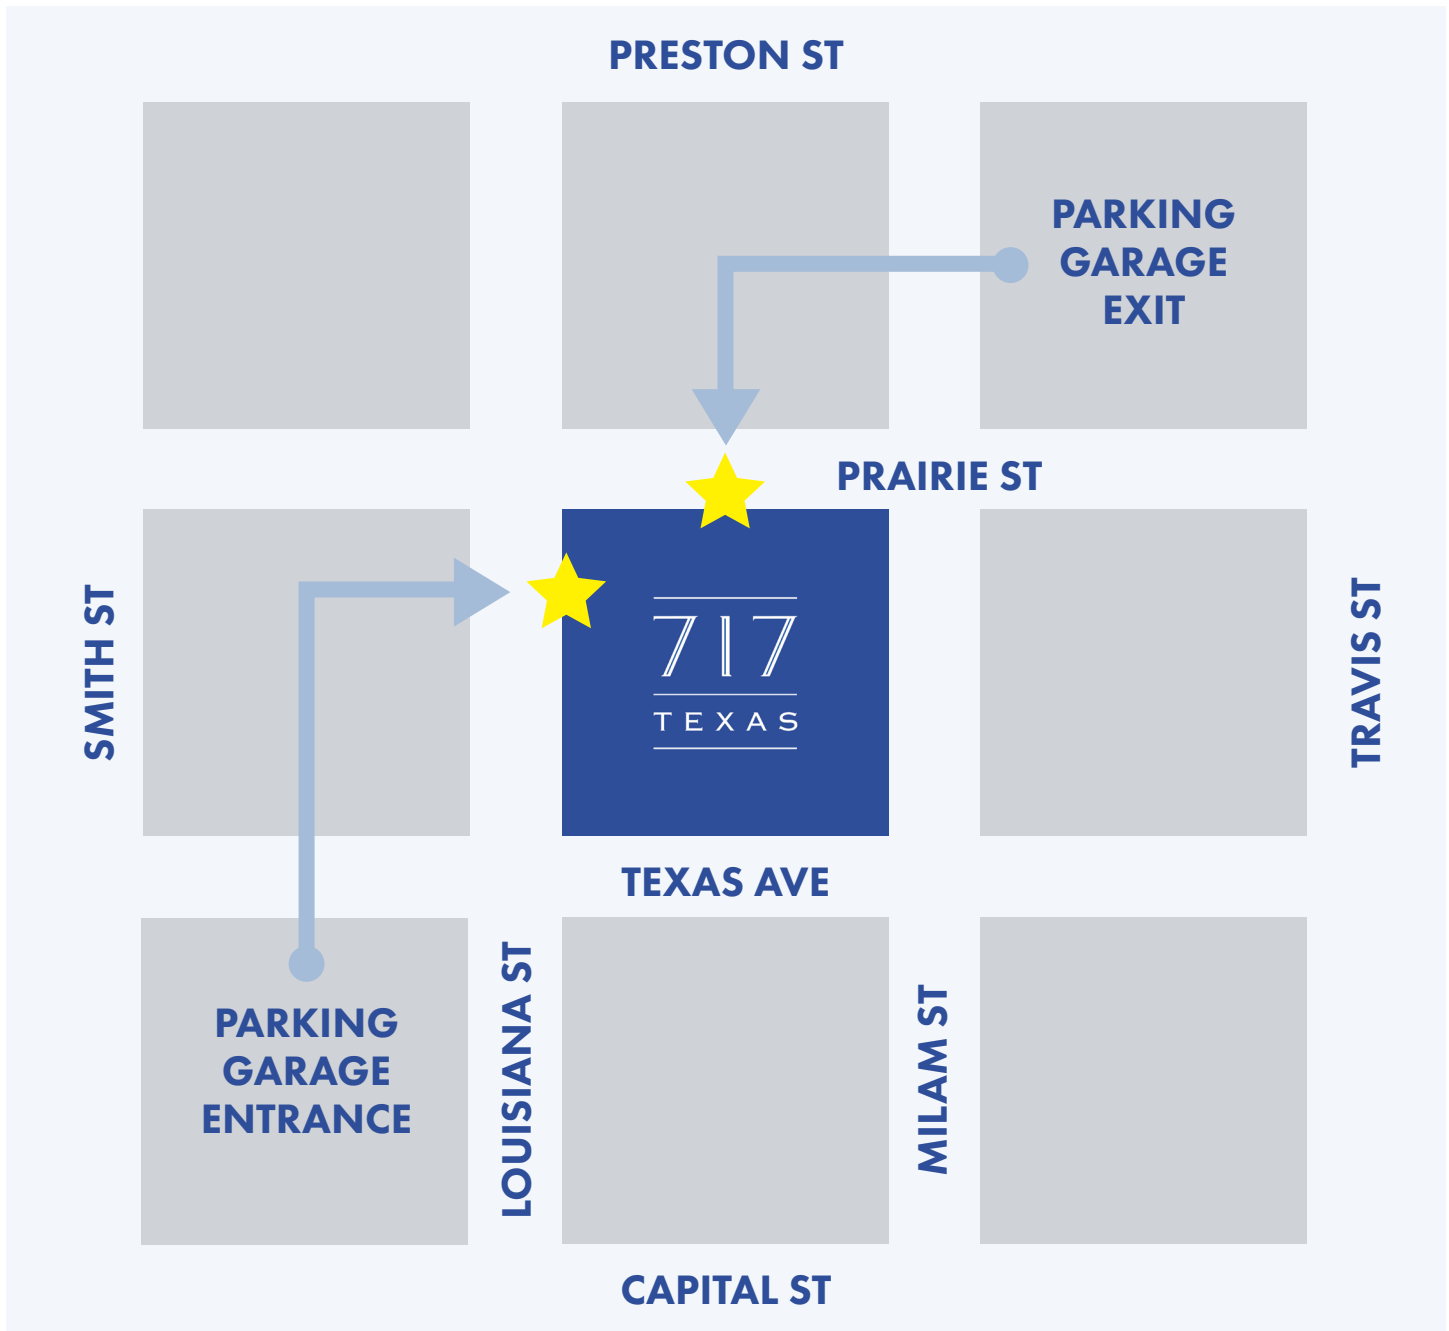 PRESTON ST
PARKING
GARAGE
EXIT
PRAIRIE ST
SMITH ST
717
TEXAS
TRAVIS ST
TEXAS AVE
PARKING
GARAGE
ENTRANCE
LOUISIANA ST
MILAM ST
CAPITAL ST